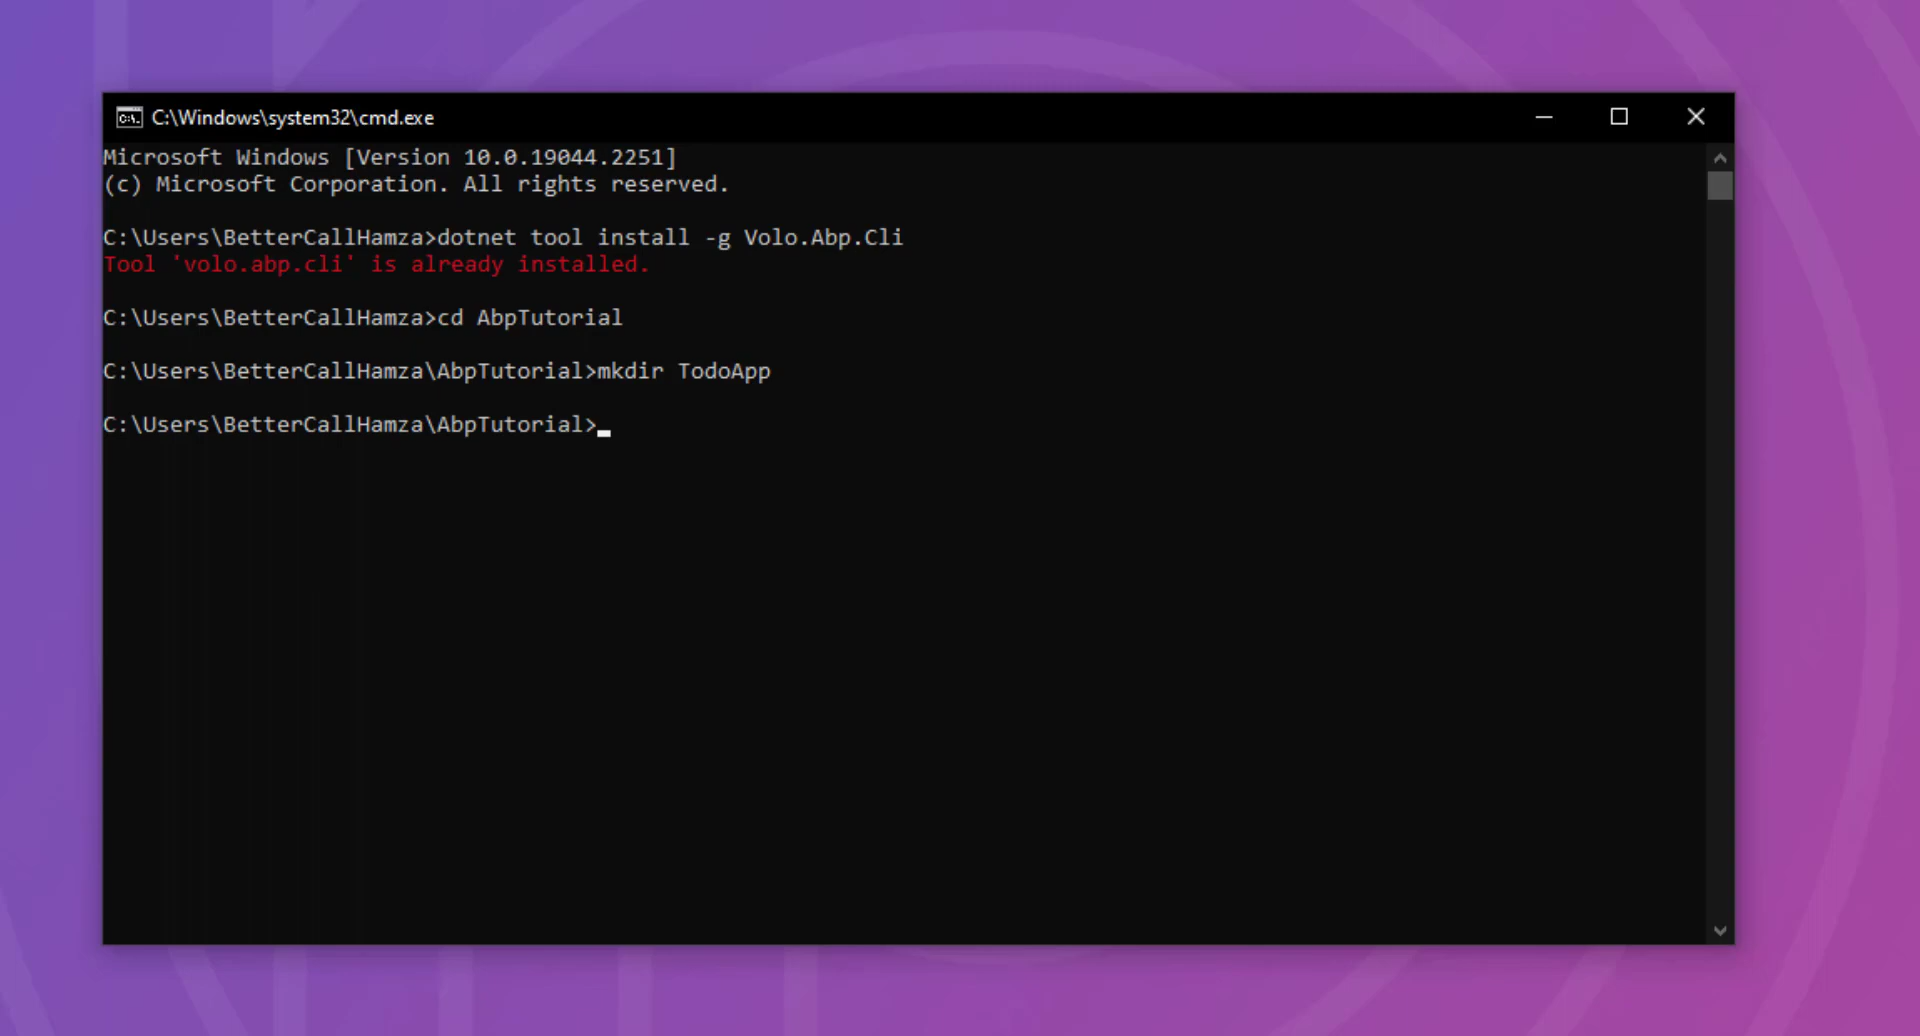 C:\Windows\system32\cmd.exe
Microsoft Windows [Version 10.0.19044.2251]
(c) Microsoft Corporation. All rights reserved.
C:\Users\BetterCallHamza>dotnet tool install -g Volo.Abp.Cli
Tool 'volo.abp.cli' is already installed.
C:\Users\BetterCallHamza>cd AbpTutorial
C:\Users\BetterCallHamza\AbpTutorial>mkdir TodoApp
C:\Users\BetterCallHamza\AbpTutorial>